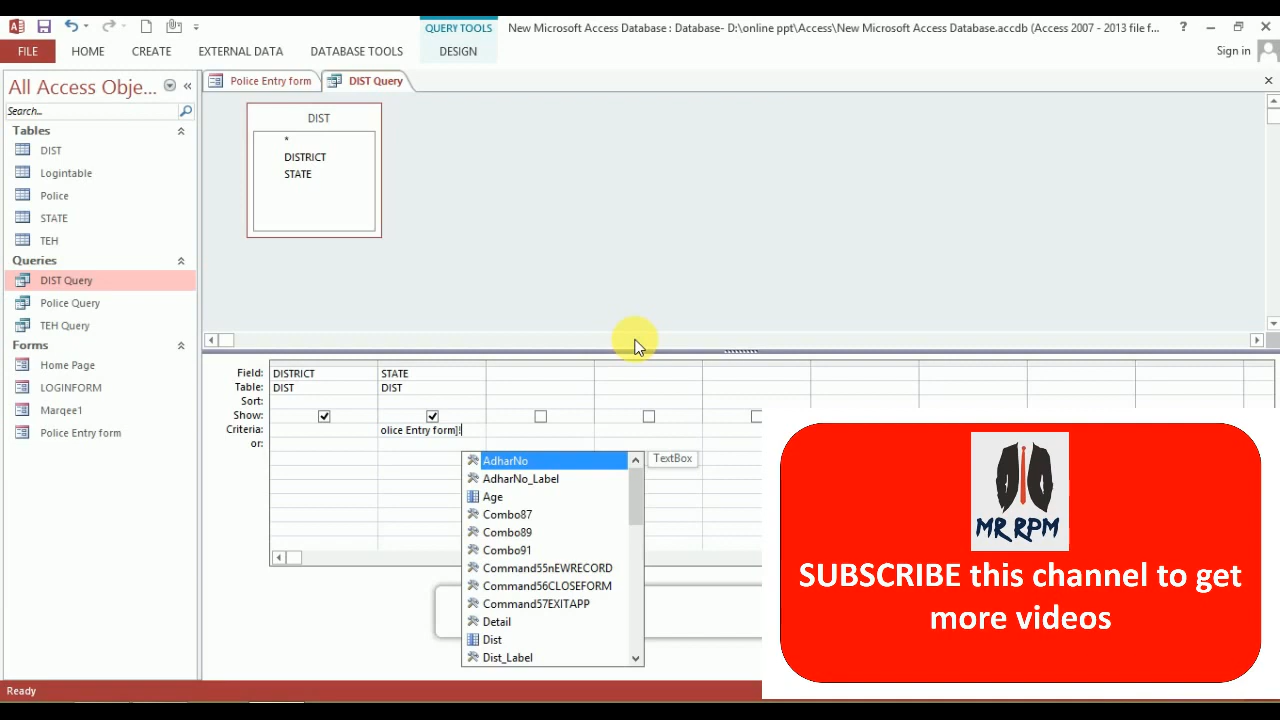 QUERY TOOLS
New Microsoft Access Database : Database- D:\online ppt\Access\New Microsoft Access Database.accdb (Access 2007 - 2013 file f...
?
FILE
HOME
CREATE
EXTERNAL DATA
DATABASE TOOLS
DESIGN
Sign in
All Access Obje...
Search...
Tables
DIST
Logintable
Police
STATE
TEH
Queries
DIST Query
Police Query
TEH Query
Forms
Home Page
LOGINFORM
Marqee1
Police Entry form
Police Entry form
DIST Query
DIST
*
DISTRICT
STATE
Field: DISTRICT STATE
Table: DIST DIST
Sort:
Show:
Criteria: olice Entry form]!
or:
AdharNo
TextBox
AdharNo_Label
Age
Combo87
Combo89
Combo91
Command55nEWRECORD
Command56CLOSEFORM
Command57EXITAPP
Detail
Dist
Dist_Label
MR RPM
SUBSCRIBE this channel to get
more videos
Ready